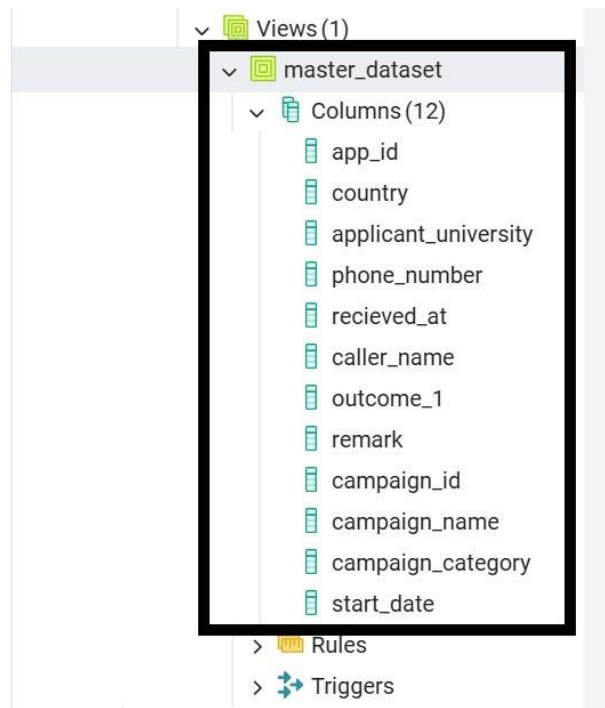 Views (1)
master_dataset
Columns (12)
app_id
country
applicant_university
phone_number
recieved_at
caller_name
outcome_1
remark
campaign_id
campaign_name
campaign_category
start_date
Rules
Triggers